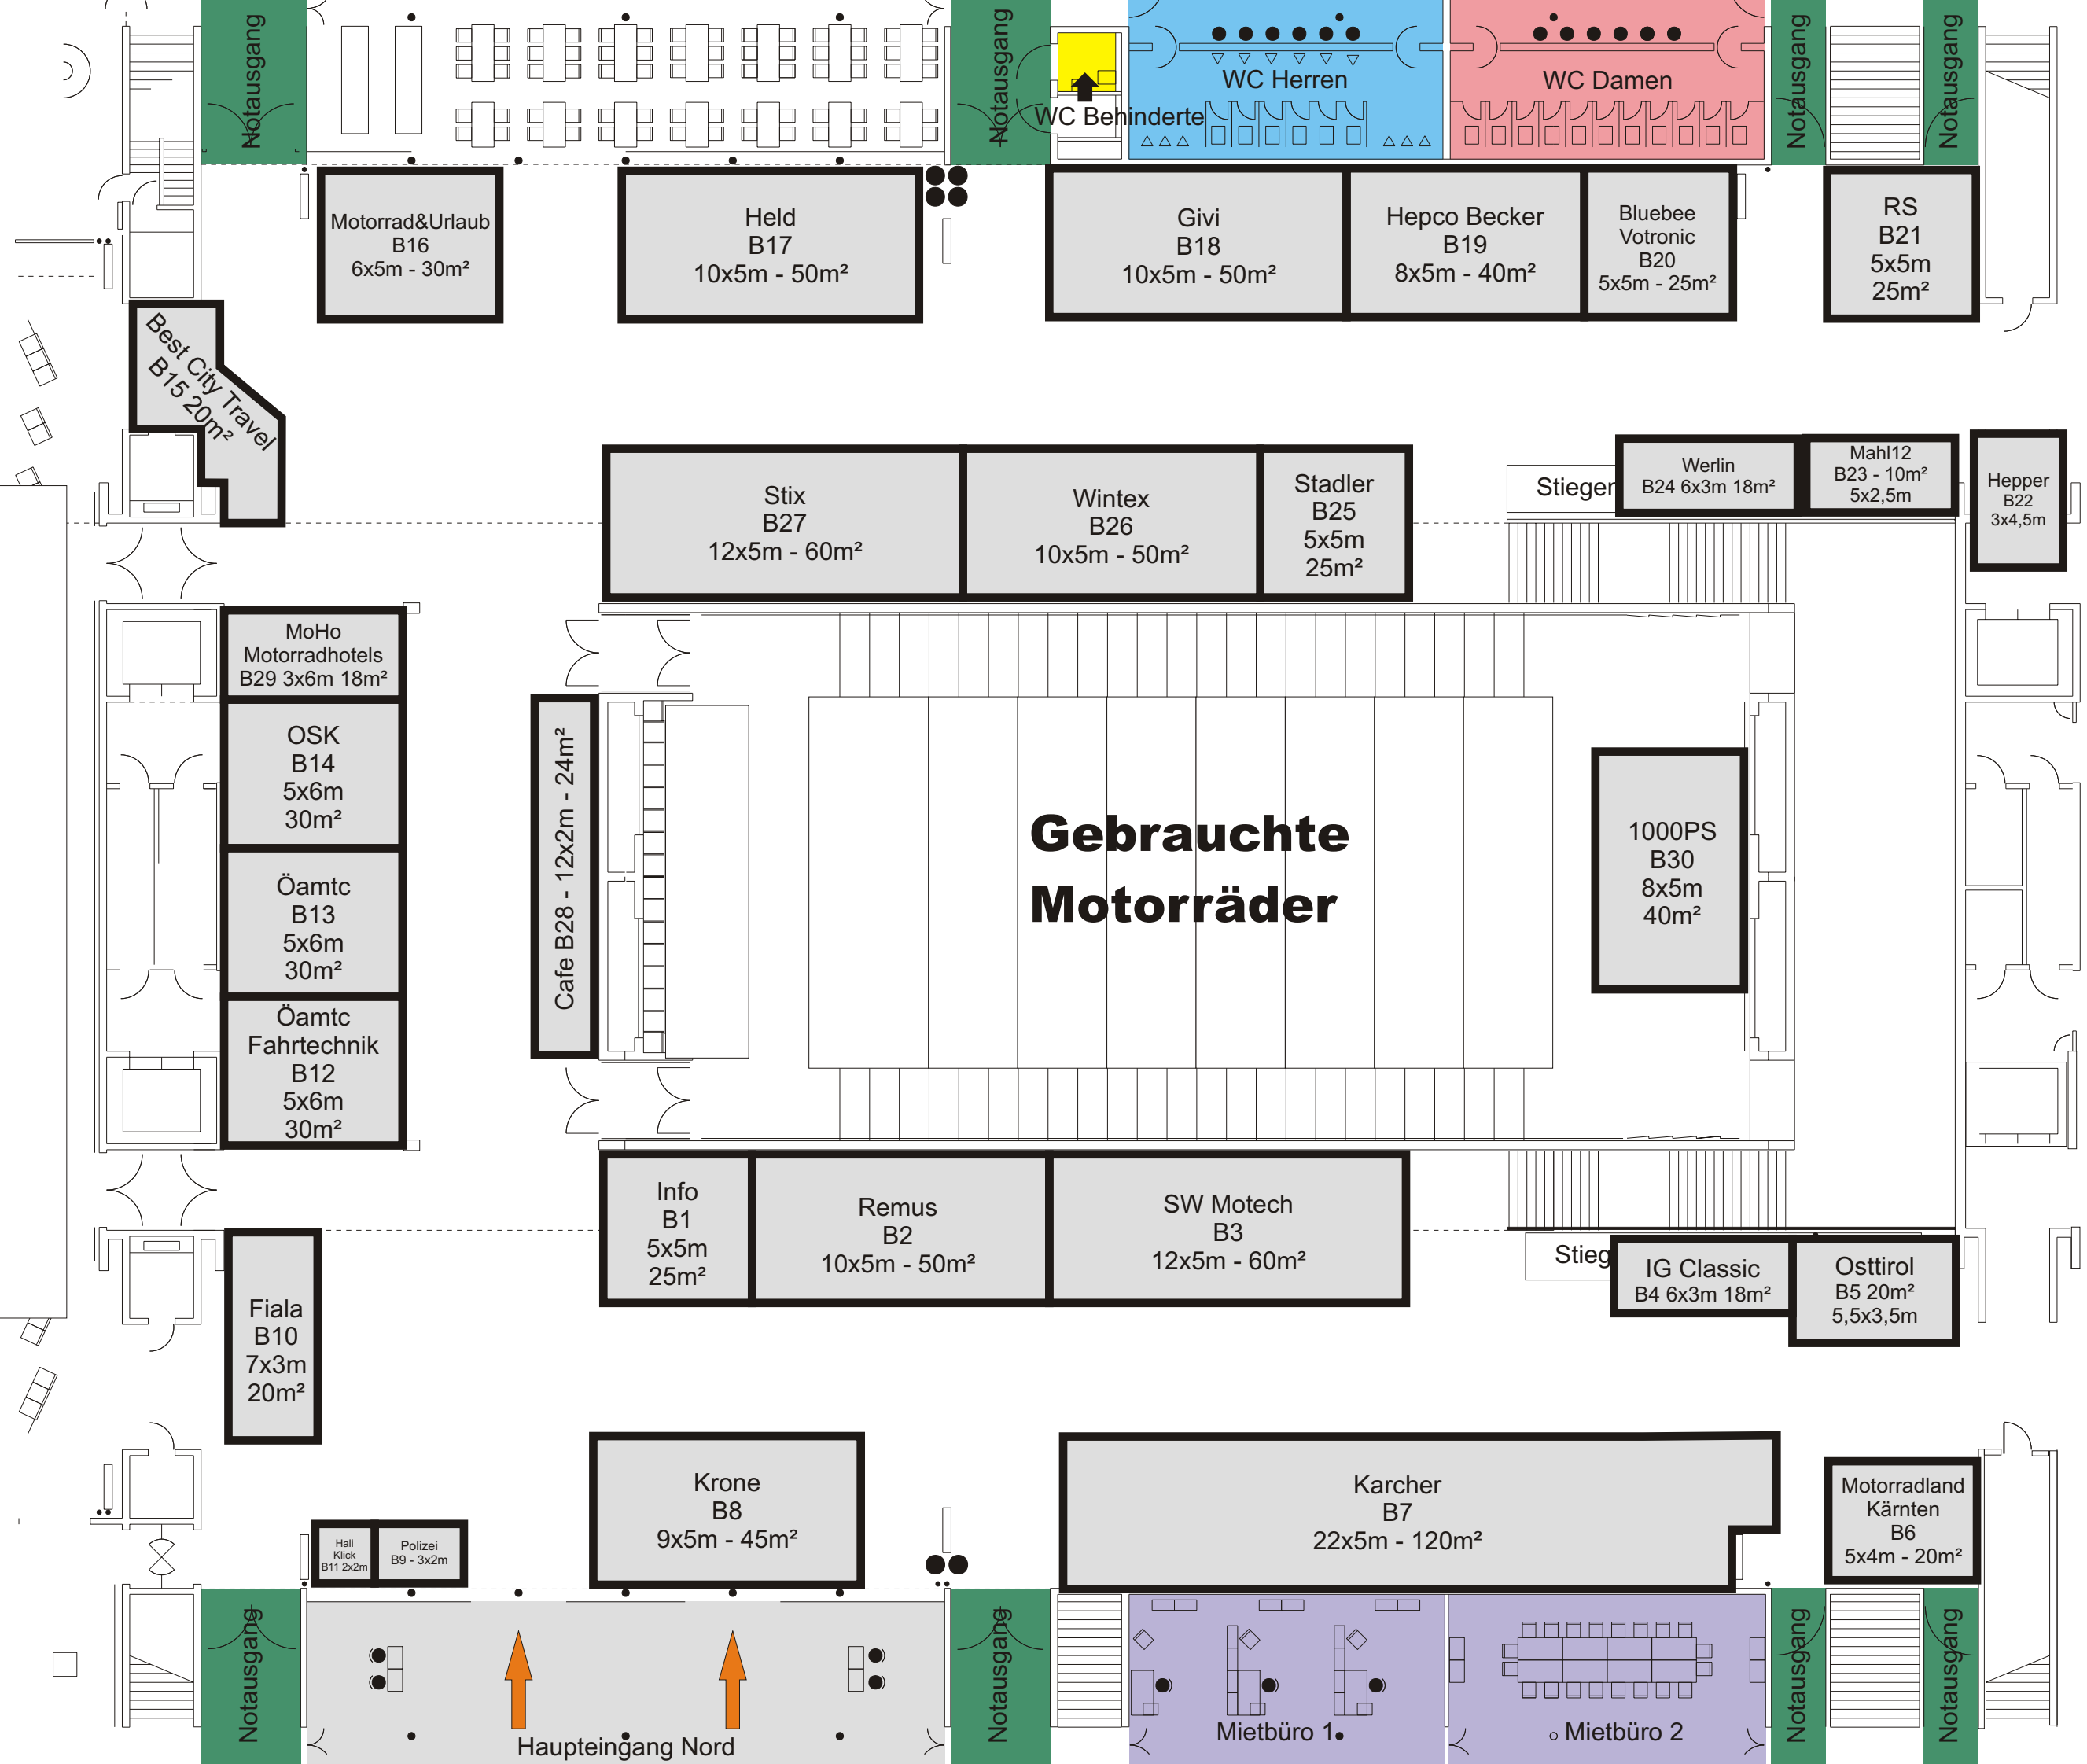 Notausgang
Notausgang
WC Behinderte
WC Herren
WC Damen
Notausgang
Notausgang
Motorrad&Urlaub
B16
6x5m - 30m²
Held
B17
10x5m - 50m²
Givi
B18
10x5m - 50m²
Hepco Becker
B19
8x5m - 40m²
Bluebee
Votronic
B20
5x5m - 25m²
RS
B21
5x5m
25m²
Best City Travel
B15 20m²
Stix
B27
12x5m - 60m²
Wintex
B26
10x5m - 50m²
Stadler
B25
5x5m
25m²
Stieger
Werlin
B24 6x3m 18m²
Mahl12
B23 - 10m²
5x2,5m
Hepper
B22
3x4,5m
MoHo
Motorradhotels
B29 3x6m 18m²
OSK
B14
5x6m
30m²
Öamtc
B13
5x6m
30m²
Öamtc
Fahrtechnik
B12
5x6m
30m²
Cafe B28 - 12x2m - 24m²
Gebrauchte
Motorräder
1000PS
B30
8x5m
40m²
Info
B1
5x5m
25m²
Remus
B2
10x5m - 50m²
SW Motech
B3
12x5m - 60m²
Stieg
IG Classic
B4 6x3m 18m²
Osttirol
B5 20m²
5,5x3,5m
Fiala
B10
7x3m
20m²
Krone
B8
9x5m - 45m²
Karcher
B7
22x5m - 120m²
Motorradland
Kärnten
B6
5x4m - 20m²
Hali
Klick
B11 2x2m
Polizei
B9 - 3x2m
Notausgang
Haupteingang Nord
Notausgang
Mietbüro 1
Mietbüro 2
Notausgang
Notausgang